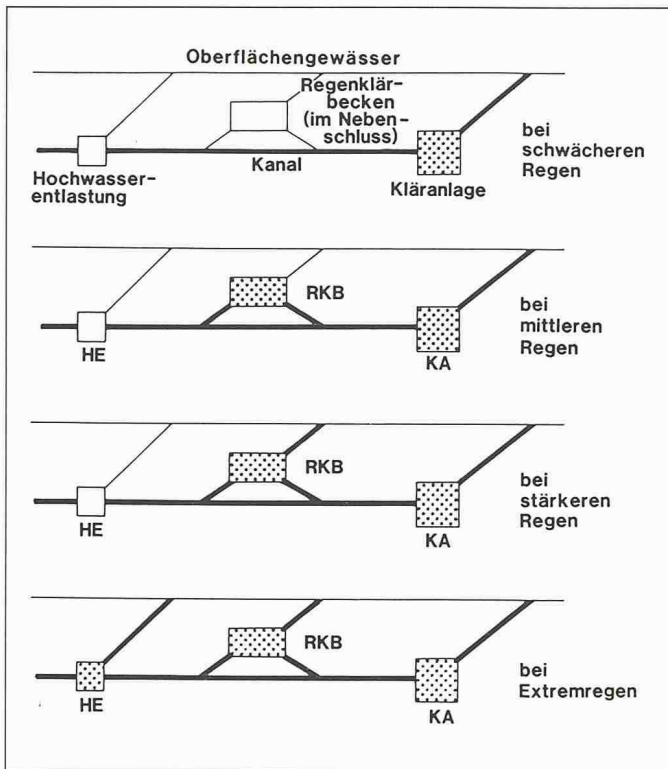 Oberflächengewässer
Regenklär-
becken
(im Neben-
schluss)
Kanal
Hochwasser-
entlastung
Kläranlage
bei
schwächeren
Regen
RKB
HE
KA
bei
mittleren
Regen
RKB
HE
KA
bei
stärkeren
Regen
RKB
HE
KA
bei
Extremregen